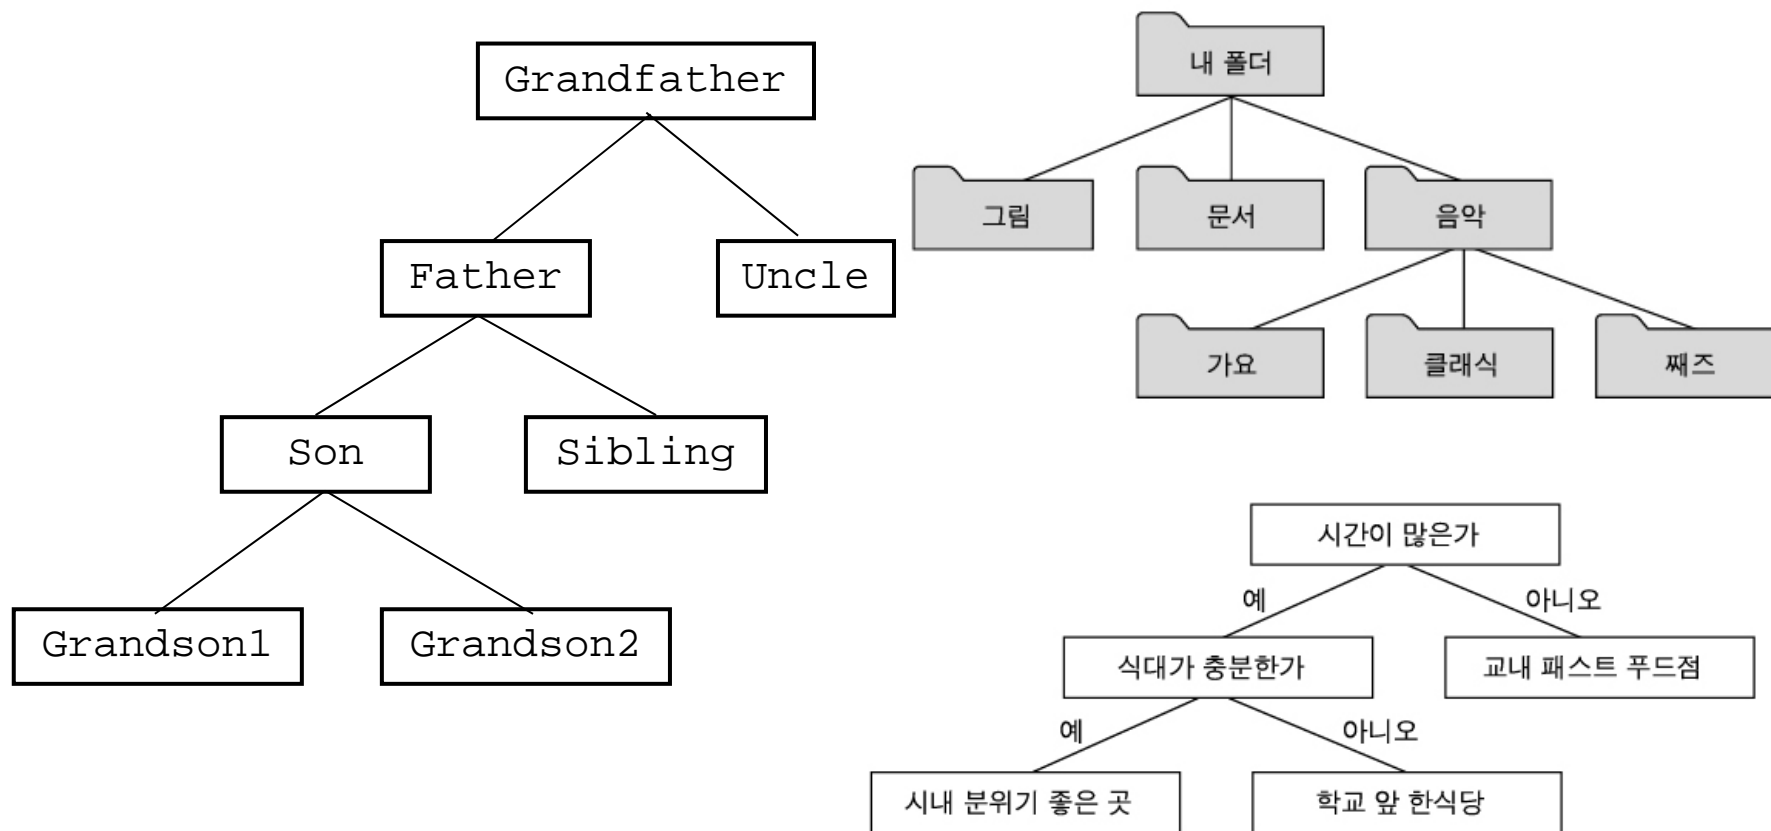 Grandfather
Father
Uncle
Son
Sibling
Grandson1
Grandson2
내 폴더
그림
문서
음악
가요
클래식
째즈
시간이 많은가
예
아니오
식대가 충분한가
교내 패스트 푸드점
예
아니오
시내 분위기 좋은 곳
학교 앞 한식당